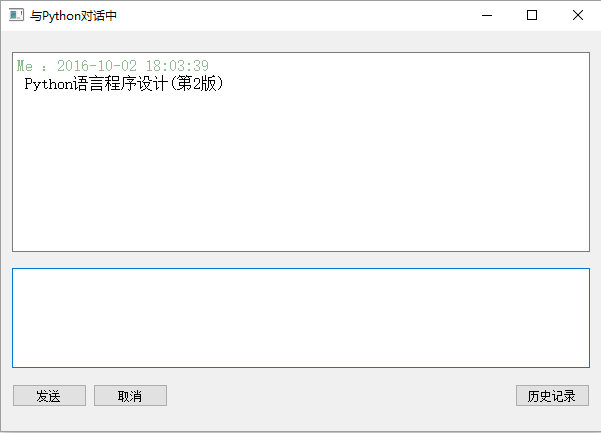 与Python对话中
Me : 2016-10-02 18:03:39
Python语言程序设计(第2版)
发送
取消
历史记录